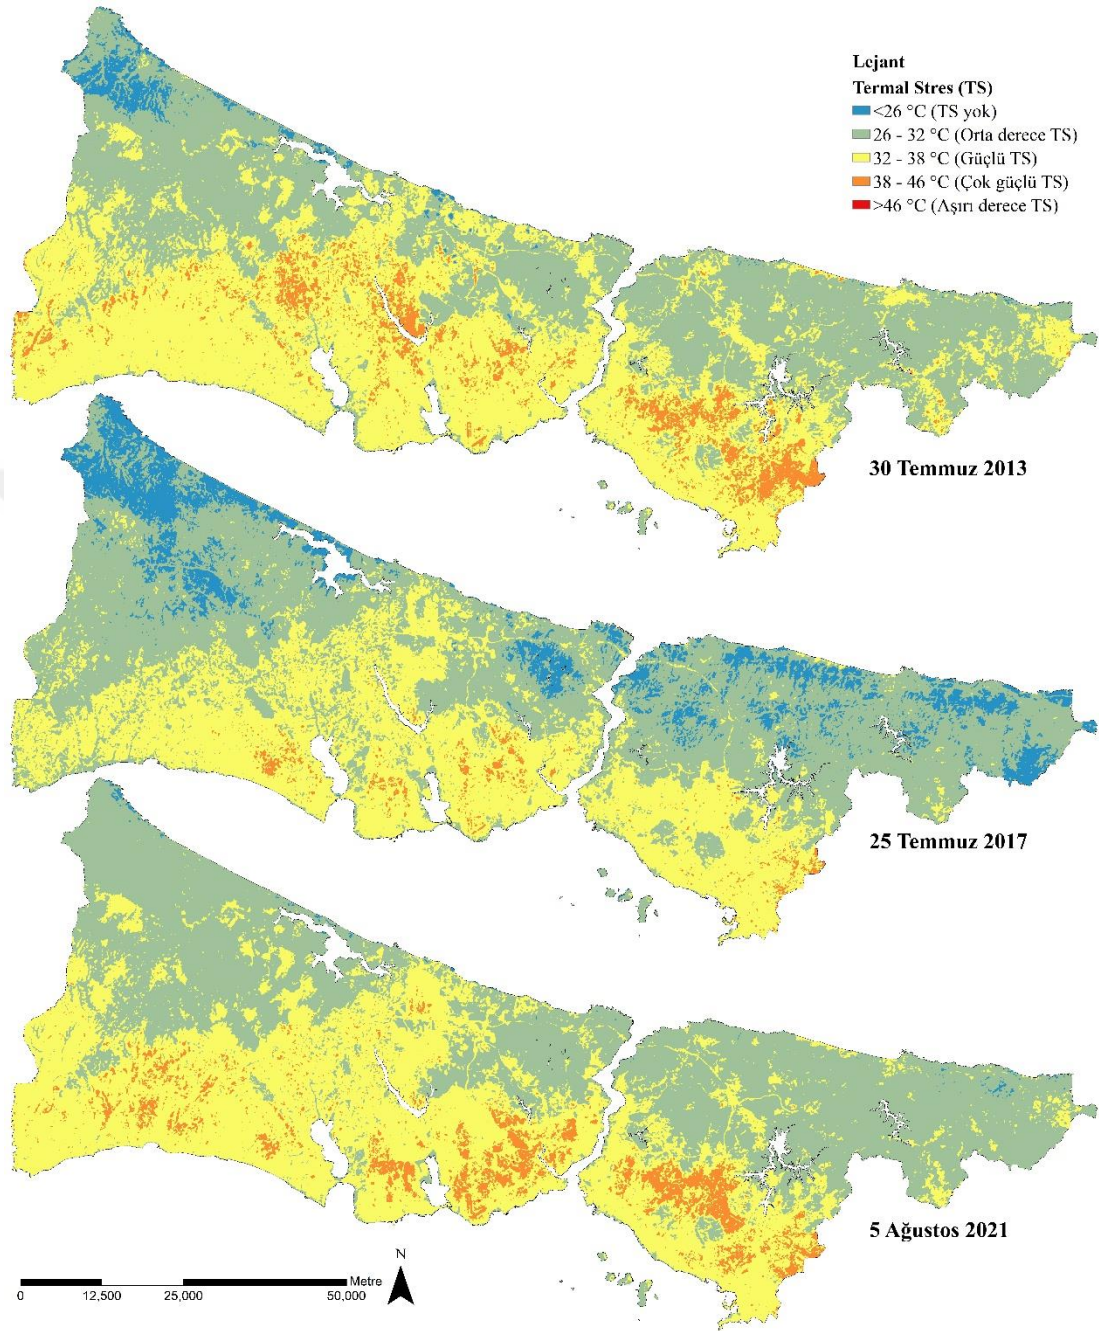 Lejant
Termal Stres (TS)
<26 °C (TS yok)
26 - 32 °C (Orta derece TS)
32 - 38 °C (Güçlü TS)
38 - 46 °C (Çok güçlü TS)
>46 °C (Aşırı derece TS)
30 Temmuz 2013
25 Temmuz 2017
5 Ağustos 2021
N
Metre
0 12,500 25,000 50,000